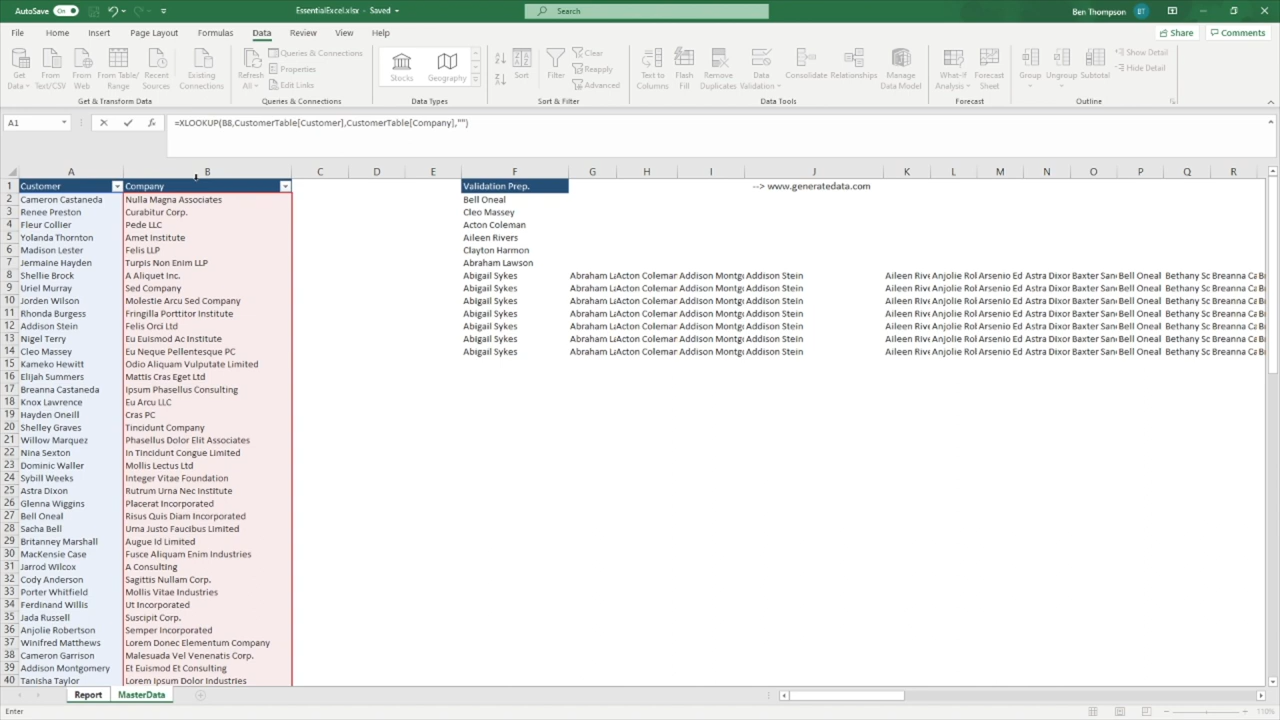 AutoSave On EssentialExcel.xlsx - Saved Search Ben Thompson BT
File Home Insert Page Layout Formulas Data Review View Help Share Comments
Get Data From Text/CSV From Web From Table/Range Recent Sources Existing Connections Refresh All Queries & Connections Properties Edit Links Stocks Geography Sort Filter Clear Reapply Advanced Text to Columns Flash Fill Remove Duplicates Data Validation Consolidate Relationships Manage Data Model What-If Analysis Forecast Sheet Group Ungroup Subtotal Show Detail Hide Detail
Get & Transform Data Queries & Connections Data Types Sort & Filter Data Tools Forecast Outline
A1 fx =XLOOKUP(B8,CustomerTable[Customer],CustomerTable[Company],"")
A B C D E F G H I J K L M N O P Q R
1 Customer Company Validation Prep. --> www.generatedata.com
2 Cameron Castaneda Nulla Magna Associates Bell Oneal
3 Renee Preston Curabitur Corp. Cleo Massey
4 Fleur Collier Pede LLC Acton Coleman
5 Yolanda Thornton Amet Institute Aileen Rivers
6 Madison Lester Felis LLP Clayton Harmon
7 Jermaine Hayden Turpis Non Enim LLP Abraham Lawson
8 Shellie Brock A Aliquet Inc. Abigail Sykes Abraham La Acton Colemar Addison Montg Addison Stein Aileen Rive Anjolie Rol Arsenio Ed Astra Dixor Baxter San Bell Oneal Bethany Sc Breanna Ca
9 Uriel Murray Sed Company Abigail Sykes Abraham La Acton Colemar Addison Montg Addison Stein Aileen Rive Anjolie Rol Arsenio Ed Astra Dixor Baxter San Bell Oneal Bethany Sc Breanna Ca
10 Jorden Wilson Molestie Arcu Sed Company Abigail Sykes Abraham La Acton Colemar Addison Montg Addison Stein Aileen Rive Anjolie Rol Arsenio Ed Astra Dixor Baxter San Bell Oneal Bethany Sc Breanna Ca
11 Rhonda Burgess Fringilla Porttitor Institute Abigail Sykes Abraham La Acton Colemar Addison Montg Addison Stein Aileen Rive Anjolie Rol Arsenio Ed Astra Dixor Baxter San Bell Oneal Bethany Sc Breanna Ca
12 Addison Stein Felis Orci Ltd Abigail Sykes Abraham La Acton Colemar Addison Montg Addison Stein Aileen Rive Anjolie Rol Arsenio Ed Astra Dixor Baxter San Bell Oneal Bethany Sc Breanna Ca
13 Nigel Terry Eu Euismod Ac Institute Abigail Sykes Abraham La Acton Colemar Addison Montg Addison Stein Aileen Rive Anjolie Rol Arsenio Ed Astra Dixor Baxter San Bell Oneal Bethany Sc Breanna Ca
14 Cleo Massey Eu Neque Pellentesque PC Abigail Sykes Abraham La Acton Colemar Addison Montg Addison Stein Aileen Rive Anjolie Rol Arsenio Ed Astra Dixor Baxter San Bell Oneal Bethany Sc Breanna Ca
15 Kameko Hewitt Odio Aliquam Vulputate Limited
16 Elijah Summers Mattis Cras Eget Ltd
17 Breanna Castaneda Ipsum Phasellus Consulting
18 Knox Lawrence Eu Arcu LLC
19 Hayden Oneill Cras PC
20 Shelley Graves Tincidunt Company
21 Willow Marquez Phasellus Dolor Elit Associates
22 Nina Sexton In Tincidunt Congue Limited
23 Dominic Waller Mollis Lectus Ltd
24 Sybill Weeks Integer Vitae Foundation
25 Astra Dixon Rutrum Urna Nec Institute
26 Glenna Wiggins Placerat Incorporated
27 Bell Oneal Risus Quis Diam Incorporated
28 Sacha Bell Urna Justo Faucibus Limited
29 Britanney Marshall Augue Id Limited
30 MacKensie Case Fusce Aliquam Enim Industries
31 Jarrod Wilcox A Consulting
32 Cody Anderson Sagittis Nullam Corp.
33 Porter Whitfield Mollis Vitae Industries
34 Ferdinand Willis Ut Incorporated
35 Jada Russell Suscipit Corp.
36 Anjolie Robertson Semper Incorporated
37 Winifred Matthews Lorem Donec Elementum Company
38 Cameron Garrison Malesuada Vel Venenatis Corp.
39 Addison Montgomery Et Euismod Et Consulting
40 Tanisha Taylor Lorem Ipsum Dolor Industries
Report MasterData
Enter 110%